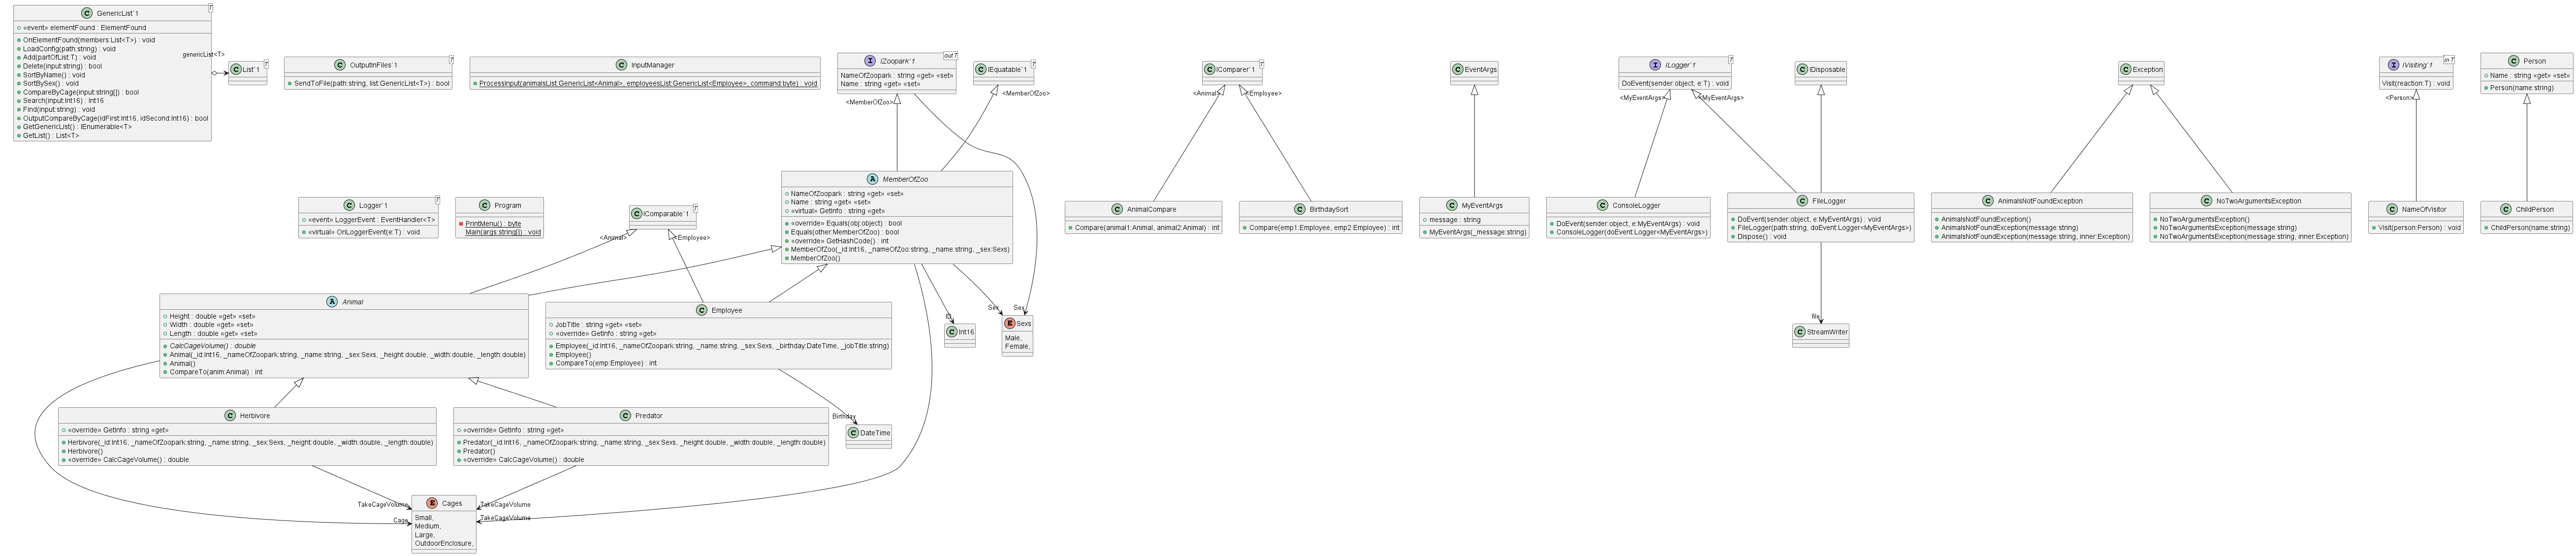 C GenericList`1 T
«event» elementFound : ElementFound
OnElementFound(members:List<T>) : void
LoadConfig(path:string) : void
Add(partOfList:T) : void
Delete(input:string) : bool
SortByName() : void
SortBySex() : void
CompareByCage(input:string[]) : bool
Search(input:Int16) : Int16
Find(input:string) : void
OutputCompareByCage(idFirst:Int16, idSecond:Int16) : bool
GetGenericList() : IEnumerable<T>
GetList() : List<T>
genericList<T>
C List`1 T
C OutputInFiles`1 T
SendToFile(path:string, list:GenericList<T>) : bool
C InputManager
ProcessInput(animalsList:GenericList<Animal>, employeesList:GenericList<Employee>, command:byte) : void
I IZoopark`1 out T
NameOfZoopark : string «get» «set»
Name : string «get» «set»
<MemberOfZoo>
C IEquatable`1 T
<MemberOfZoo>
C IComparer`1 T
<Animal>
<Employee>
C EventArgs
I ILogger`1 T
DoEvent(sender:object, e:T) : void
<MyEventArgs>
<MyEventArgs>
C IDisposable
C Exception
I IVisiting`1 in T
Visit(reaction:T) : void
<Person>
C Person
Name : string «get» «set»
Person(name:string)
C Logger`1 T
«event» LoggerEvent : EventHandler<T>
«virtual» OnLoggerEvent(e:T) : void
C Program
PrintMenu() : byte
Main(args:string[]) : void
C IComparable`1 T
<Animal>
<Employee>
A MemberOfZoo
NameOfZoopark : string «get» «set»
Name : string «get» «set»
«virtual» GetInfo : string «get»
«override» Equals(obj:object) : bool
Equals(other:MemberOfZoo) : bool
«override» GetHashCode() : int
MemberOfZoo(_id:Int16, _nameOfZoopark:string, _name:string, _sex:Sexs)
MemberOfZoo()
C AnimalCompare
Compare(animal1:Animal, animal2:Animal) : int
C BirthdaySort
Compare(emp1:Employee, emp2:Employee) : int
C MyEventArgs
message : string
MyEventArgs(_message:string)
C ConsoleLogger
DoEvent(sender:object, e:MyEventArgs) : void
ConsoleLogger(doEvent:Logger<MyEventArgs>)
C FileLogger
DoEvent(sender:object, e:MyEventArgs) : void
FileLogger(path:string, doEvent:Logger<MyEventArgs>)
Dispose() : void
C AnimalsNotFoundException
AnimalsNotFoundException()
AnimalsNotFoundException(message:string)
AnimalsNotFoundException(message:string, inner:Exception)
C NoTwoArgumentsException
NoTwoArgumentsException()
NoTwoArgumentsException(message:string)
NoTwoArgumentsException(message:string, inner:Exception)
C NameOfVisitor
Visit(person:Person) : void
C ChildPerson
ChildPerson(name:string)
A Animal
Height : double «get» «set»
Width : double «get» «set»
Length : double «get» «set»
CalcCageVolume() : double
Animal(_id:Int16, _nameOfZoopark:string, _name:string, _sex:Sexs, _height:double, _width:double, _length:double)
Animal()
CompareTo(anim:Animal) : int
C Employee
JobTitle : string «get» «set»
«override» GetInfo : string «get»
Employee(_id:Int16, _nameOfZoopark:string, _name:string, _sex:Sexs, _birthday:DateTime, _jobTitle:string)
Employee()
CompareTo(emp:Employee) : int
ID
C Int16
Sex
Sex
E Sexs
Male,
Female,
file
C StreamWriter
C Herbivore
«override» GetInfo : string «get»
Herbivore(_id:Int16, _nameOfZoopark:string, _name:string, _sex:Sexs, _height:double, _width:double, _length:double)
Herbivore()
«override» CalcCageVolume() : double
C Predator
«override» GetInfo : string «get»
Predator(_id:Int16, _nameOfZoopark:string, _name:string, _sex:Sexs, _height:double, _width:double, _length:double)
Predator()
«override» CalcCageVolume() : double
Birthday
C DateTime
TakeCageVolume
TakeCageVolume
Cage
TakeCageVolume
E Cages
Small,
Medium,
Large,
OutdoorEnclosure,